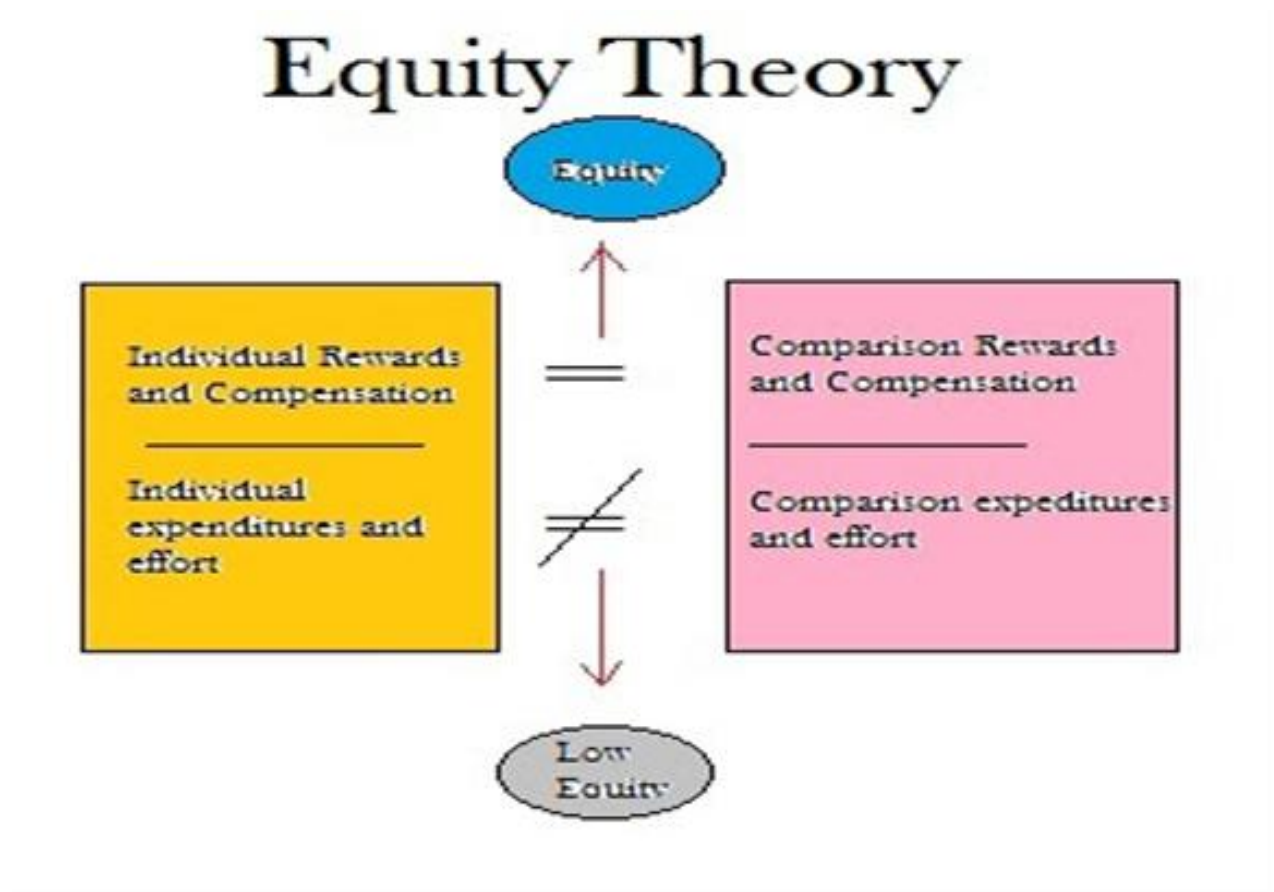 Equity Theory
Equity
Individual Rewards
and Compensation
Individual
expenditures and
effort
=
≠
Comparison Rewards
and Compensation
Comparison expeditures
and effort
Low
Equity